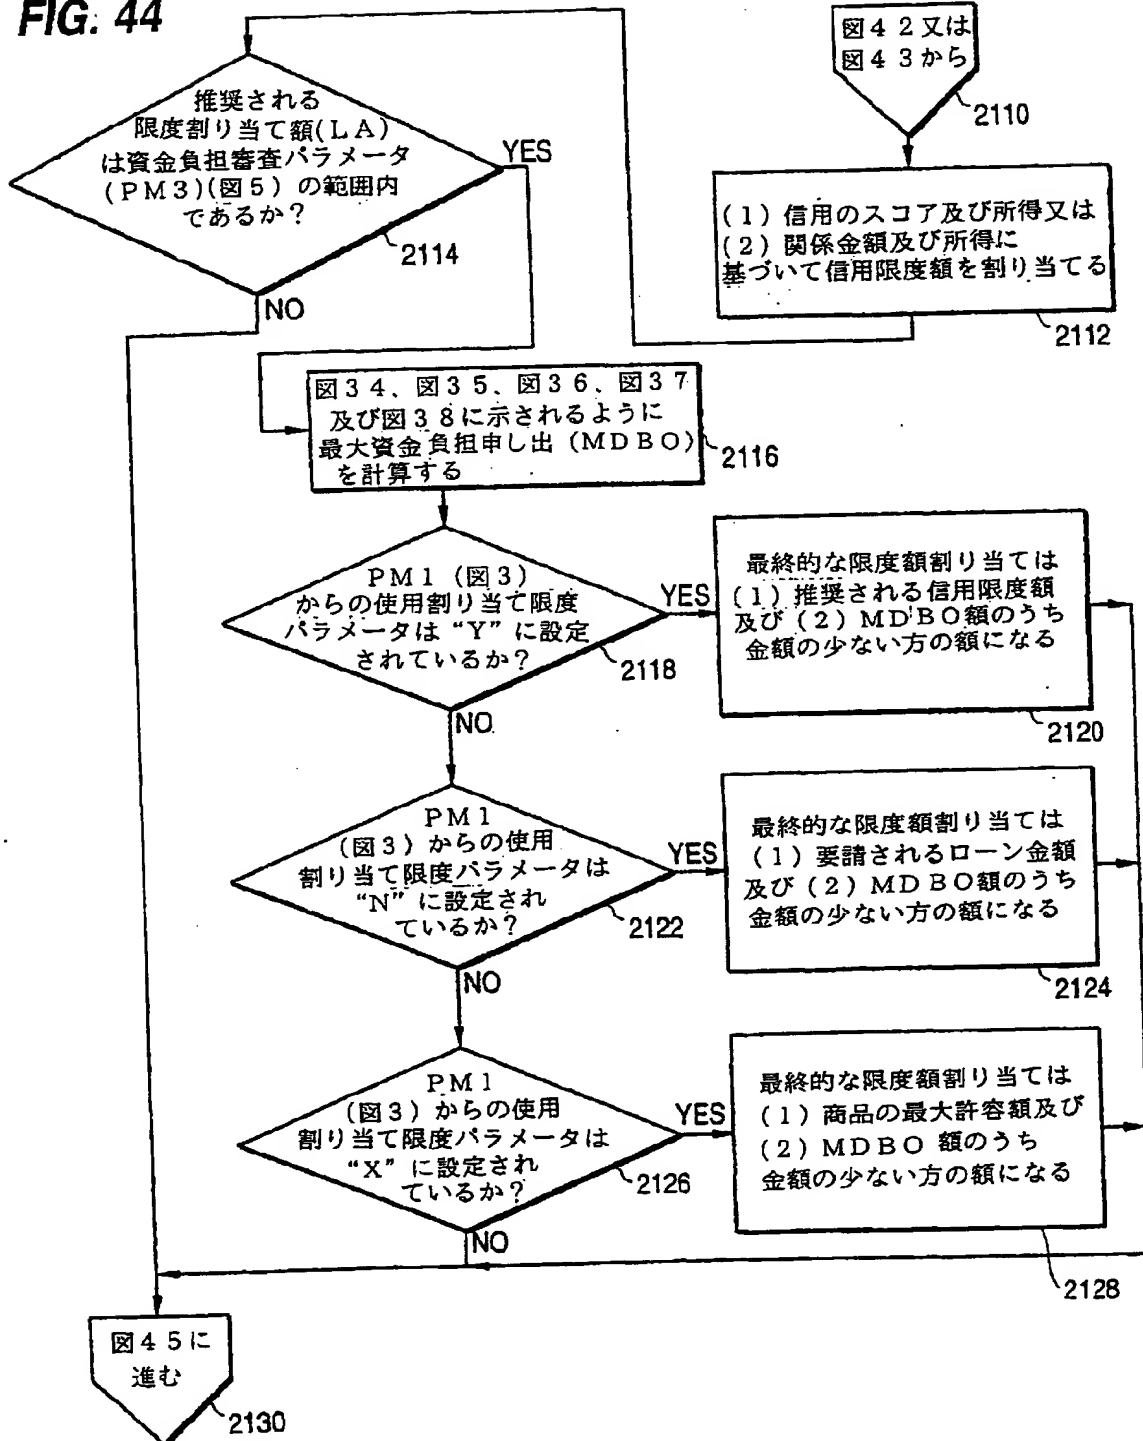 FIG. 44
図４２又は
図４３から
2110
（１）信用のスコア及び所得又は
（２）関係金額及び所得に
基づいて信用限度額を割り当てる
2112
推奨される
限度割り当て額(ＬＡ)
は資金負担審査パラメータ
(ＰＭ３)(図５)の範囲内
であるか？
2114
YES
NO
図３４、図３５、図３６、図３７
及び図３８に示されるように
最大資金負担申し出（MDBO）
を計算する
2116
ＰＭ１（図３）
からの使用割り当て限度
パラメータは“Y”に設定
されているか？
2118
YES
NO
最終的な限度額割り当ては
（１）推奨される信用限度額
及び（２）ＭＤＢＯ額のうち
金額の少ない方の額になる
2120
ＰＭ１
（図３）からの使用
割り当て限度パラメータは
“N”に設定され
ているか？
2122
YES
NO
最終的な限度額割り当ては
（１）要請されるローン金額
及び（２）ＭＤＢＯ額のうち
金額の少ない方の額になる
2124
ＰＭ１
（図３）からの使用
割り当て限度パラメータは
“X”に設定され
ているか？
2126
YES
NO
最終的な限度額割り当ては
（１）商品の最大許容額及び
（２）ＭＤＢＯ 額のうち
金額の少ない方の額になる
2128
図４５に
進む
2130